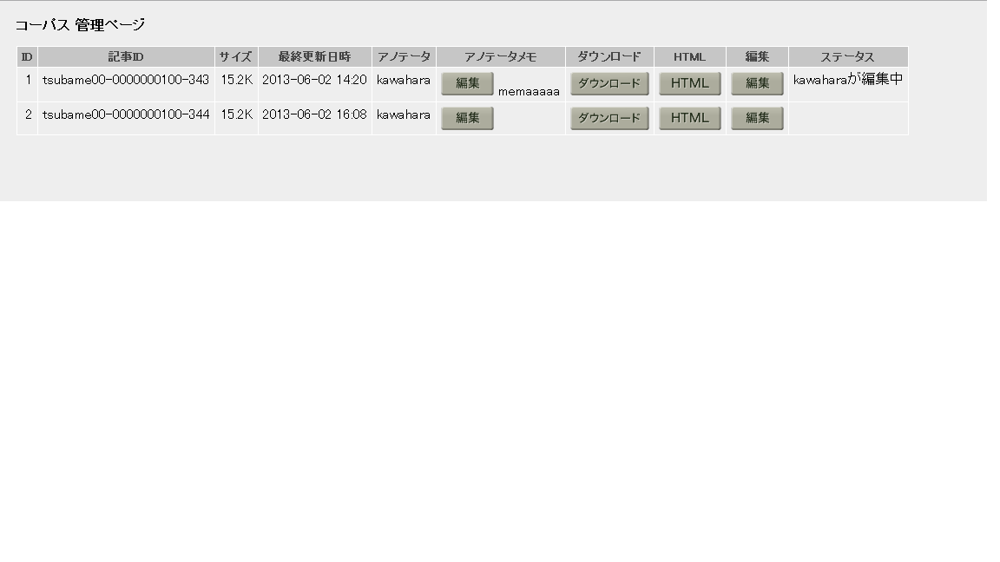 コーパス 管理ページ
ID 記事ID サイズ 最終更新日時 アノテータ アノテータメモ ダウンロード HTML 編集 ステータス
1 tsubame00-0000000100-343 15.2K 2013-06-02 14:20 kawahara 編集 memaaaaa ダウンロード HTML 編集 kawaharaが編集中
2 tsubame00-0000000100-344 15.2K 2013-06-02 16:08 kawahara 編集 ダウンロード HTML 編集